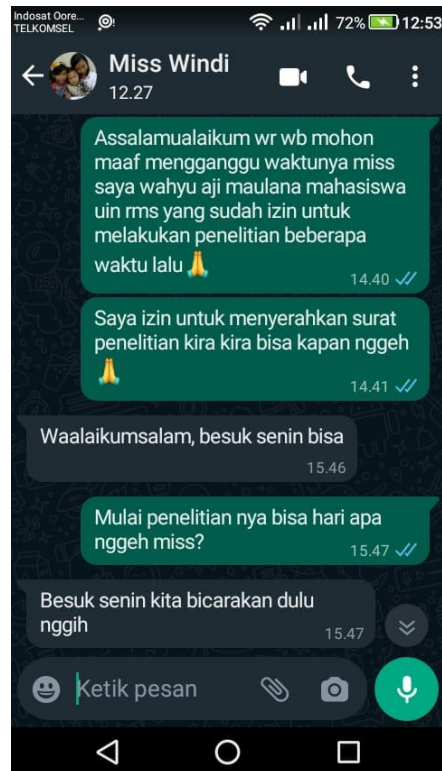 Indosat Oore...
TELKOMSEL
72%
12:53
Miss Windi
12.27
Assalamualaikum wr wb mohon
maaf mengganggu waktunya miss
saya wahyu aji maulana mahasiswa
uin rms yang sudah izin untuk
melakukan penelitian beberapa
waktu lalu🙏
14.40
Saya izin untuk menyerahkan surat
penelitian kira kira bisa kapan nggeh
🙏
14.41
Waalaikumsalam, besuk senin bisa
15.46
Mulai penelitian nya bisa hari apa
nggeh miss?
15.47
Besuk senin kita bicarakan dulu
nggih
15.47
Ketik pesan